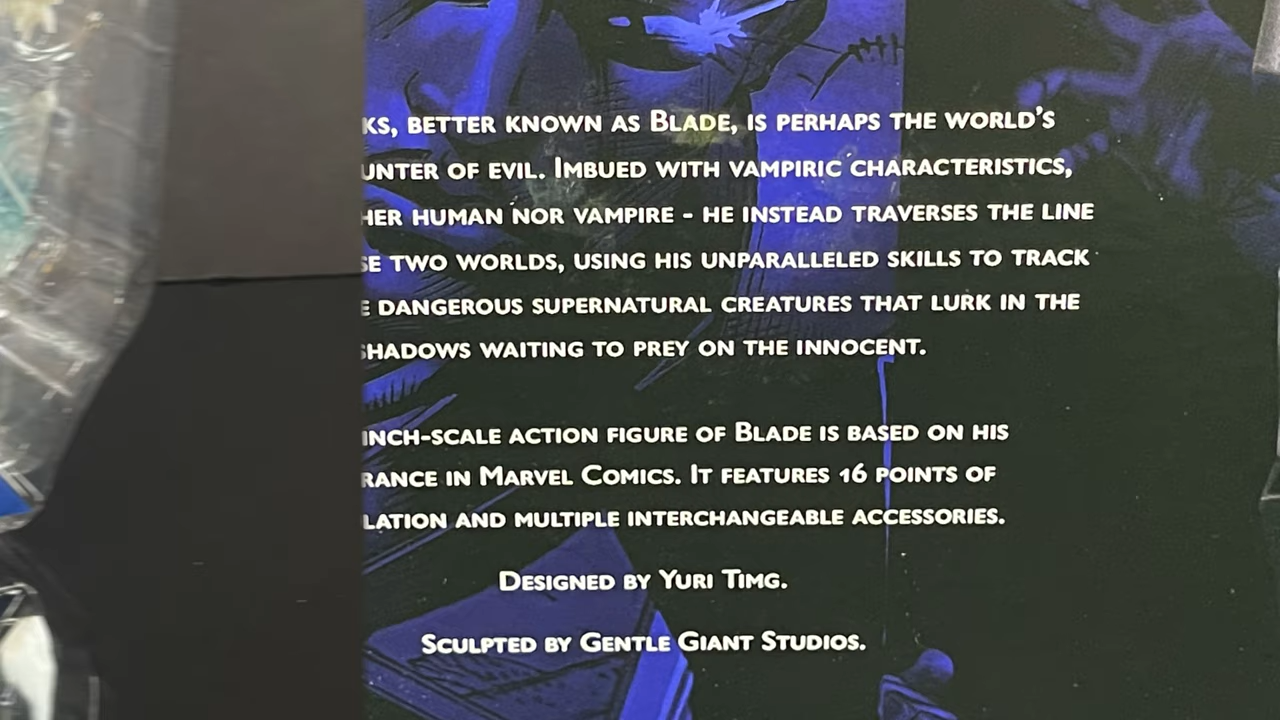 KS, BETTER KNOWN AS BLADE, IS PERHAPS THE WORLD'S
UNTER OF EVIL. IMBUED WITH VAMPIRIC CHARACTERISTICS,
HER HUMAN NOR VAMPIRE - HE INSTEAD TRAVERSES THE LINE
SE TWO WORLDS, USING HIS UNPARALLELED SKILLS TO TRACK
E DANGEROUS SUPERNATURAL CREATURES THAT LURK IN THE
SHADOWS WAITING TO PREY ON THE INNOCENT.
INCH-SCALE ACTION FIGURE OF BLADE IS BASED ON HIS
RANCE IN MARVEL COMICS. IT FEATURES 16 POINTS OF
LATION AND MULTIPLE INTERCHANGEABLE ACCESSORIES.
DESIGNED BY YURI TIMG.
SCULPTED BY GENTLE GIANT STUDIOS.